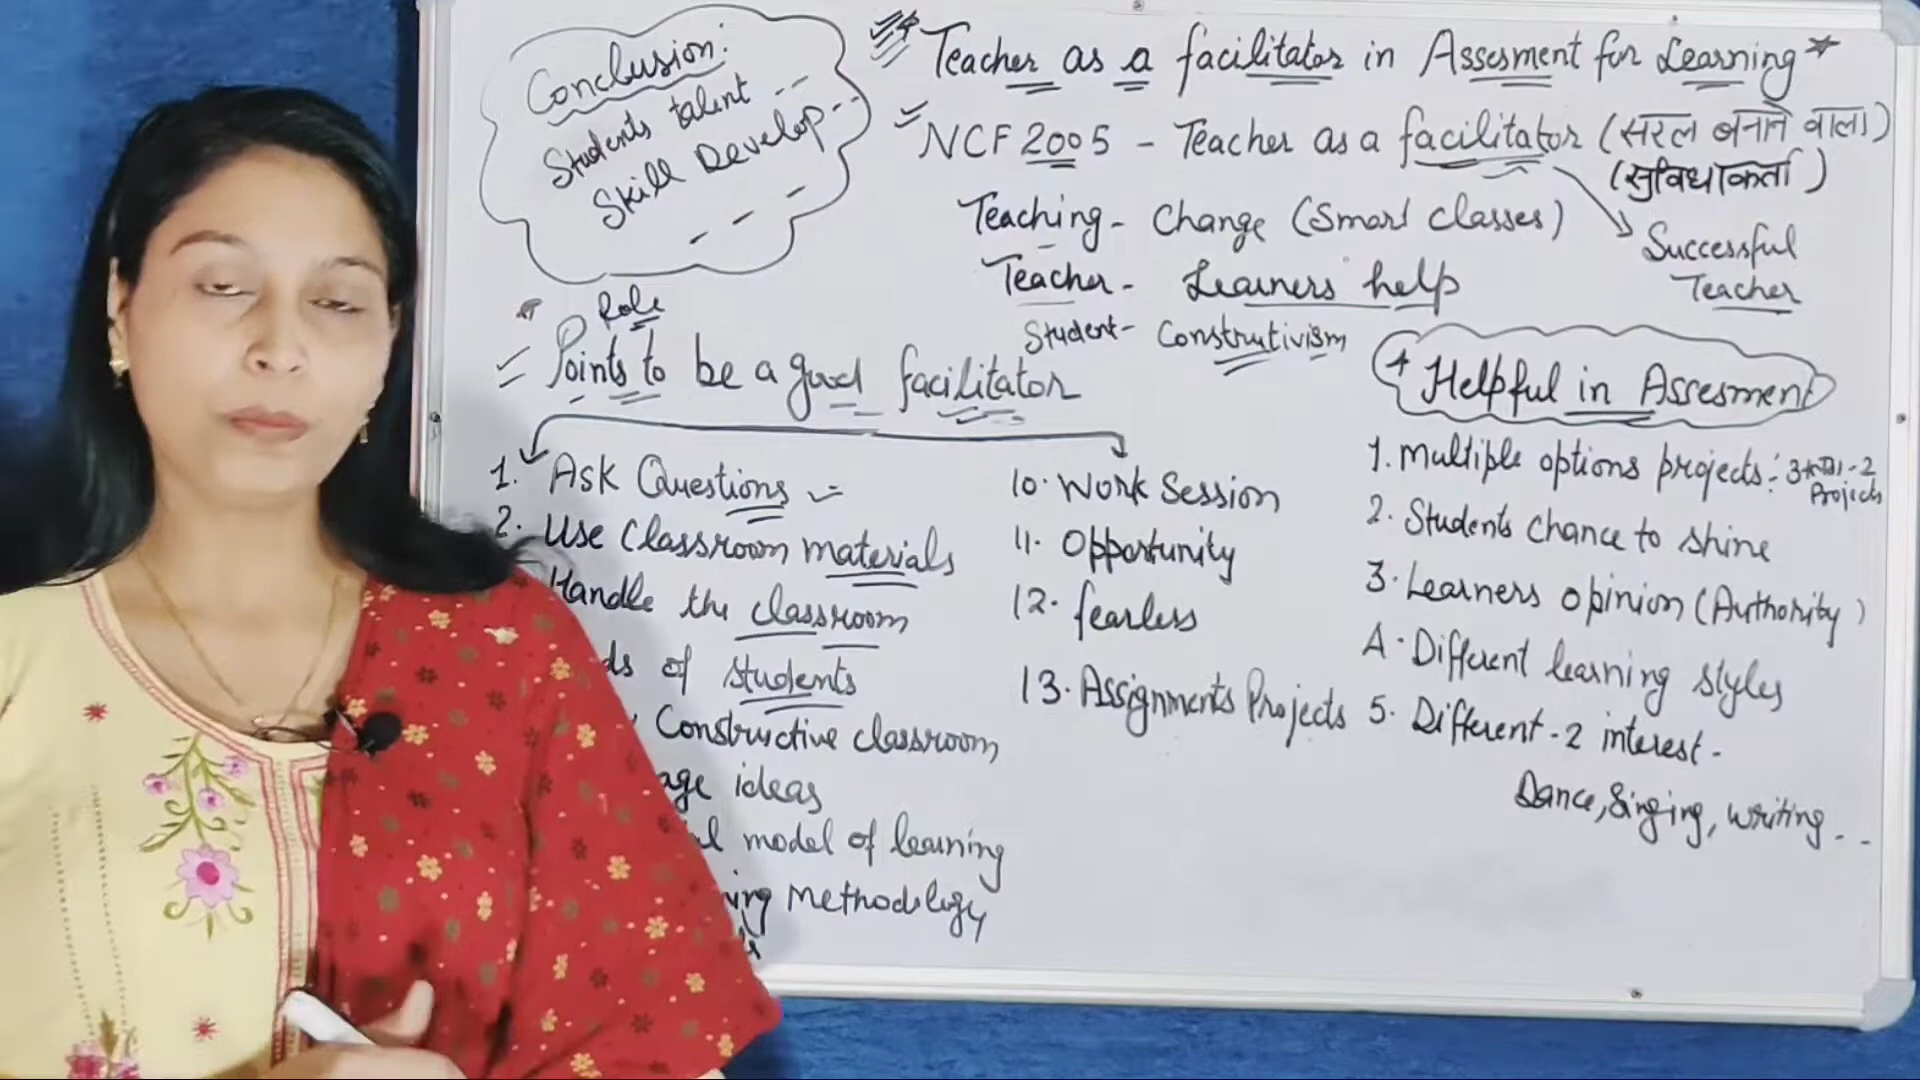 Conclusion:
Students talent --
Skill Develop--
---
Teacher as a facilitator in Assesment for Learning
NCF 2005 - Teacher as a facilitator (सरल बनाने वाला)
(सुविधाकर्ता)
Teaching - Change (Smart Classes)
Successful
Teacher
Teacher - Learners help
Student - Construtivism
Role
Points to be a good facilitator
1. Ask Questions
2. Use Classroom materials
Handle the classroom
of students
Constructive classroom
ideas
model of learning
Methodology
10. Work Session
11. Opportunity
12. fearless
13. Assignments Projects
Helpful in Assesment
1. Multiple options projects:-
Projects
2. Students Chance to shine
3. Learners opinion (Authority)
4. Different learning styles
5. Different-2 interest -
Dance, Singing, writing - -